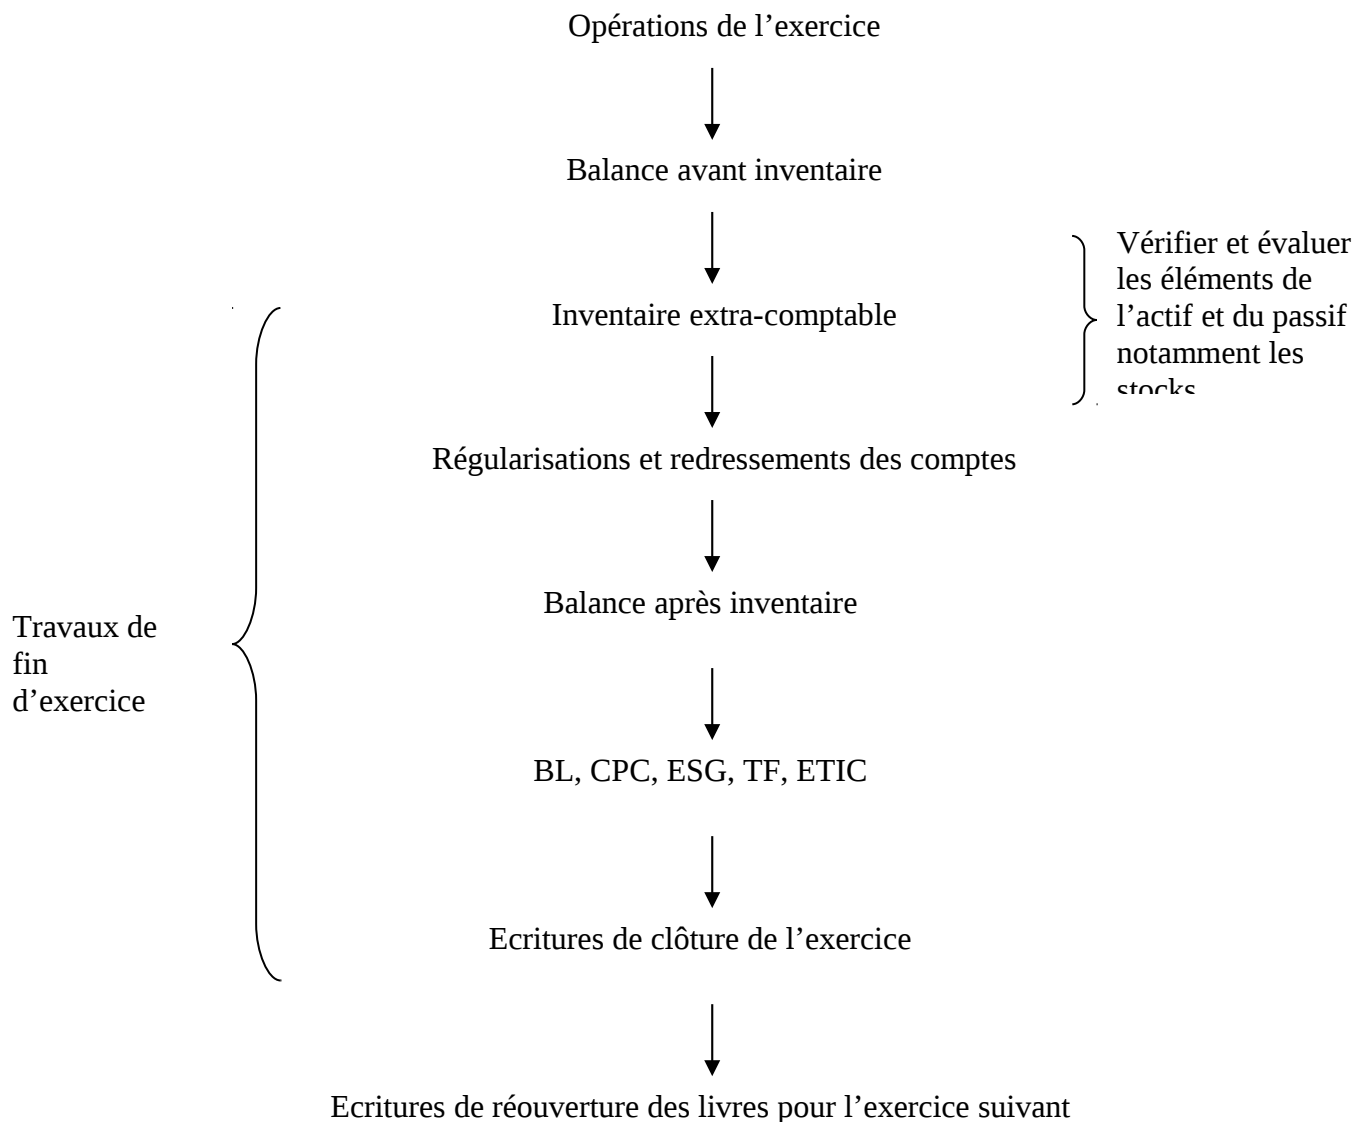 Opérations de l’exercice
Balance avant inventaire
Vérifier et évaluer
les éléments de
l’actif et du passif
notamment les
stocks
Inventaire extra-comptable
Régularisations et redressements des comptes
Balance après inventaire
Travaux de
fin
d’exercice
BL, CPC, ESG, TF, ETIC
Ecritures de clôture de l’exercice
Ecritures de réouverture des livres pour l’exercice suivant